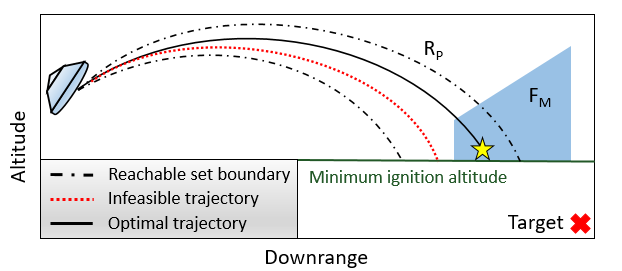 R_P
F_M
Altitude
Reachable set boundary
Infeasible trajectory
Optimal trajectory
Minimum ignition altitude
Target
Downrange